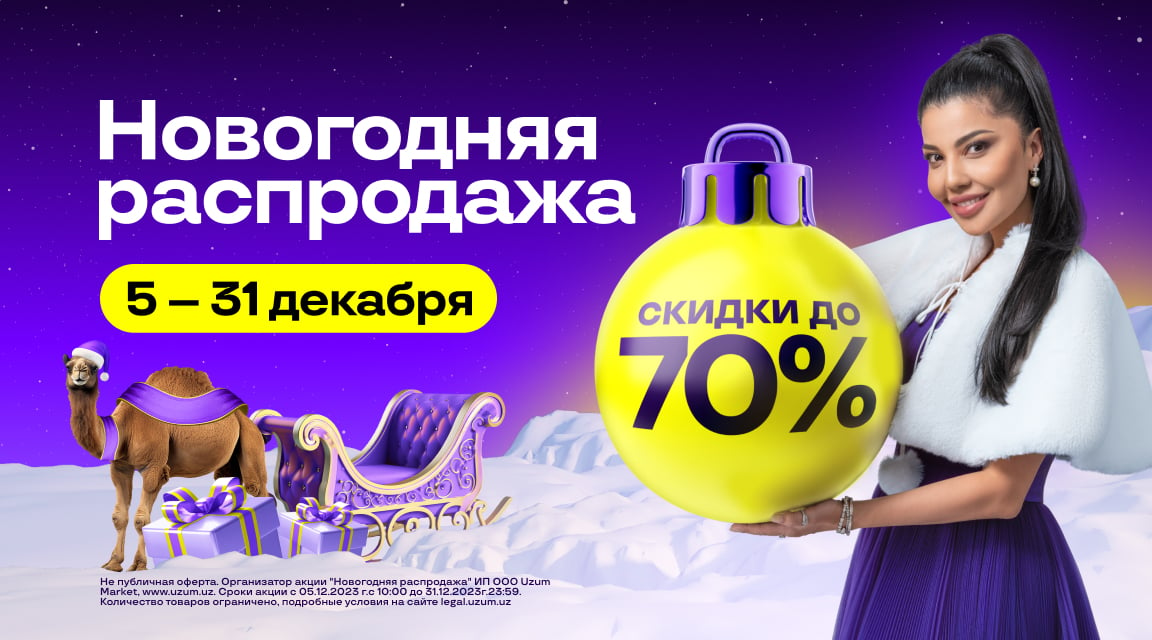 Новогодняя
распродажа
5 – 31 декабря
скидки до
70%
Не публичная оферта. Организатор акции "Новогодняя распродажа" ИП ООО Uzum
Market, www.uzum.uz. Сроки акции с 05.12.2023 г.с 10:00 до 31.12.2023г.23:59.
Количество товаров ограничено, подробные условия на сайте legal.uzum.uz